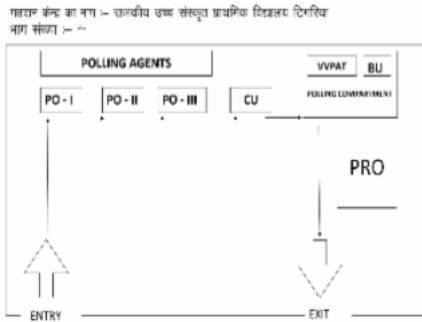 मतदान केन्द्र का नाम :– राजकीय उच्च संस्कृत प्राथमिक विद्यालय टिगरिया
भाग संख्या :–
POLLING AGENTS
VVPAT BU
POLLING COMPARTMENT
PO - I PO - II PO - III CU
PRO
ENTRY EXIT